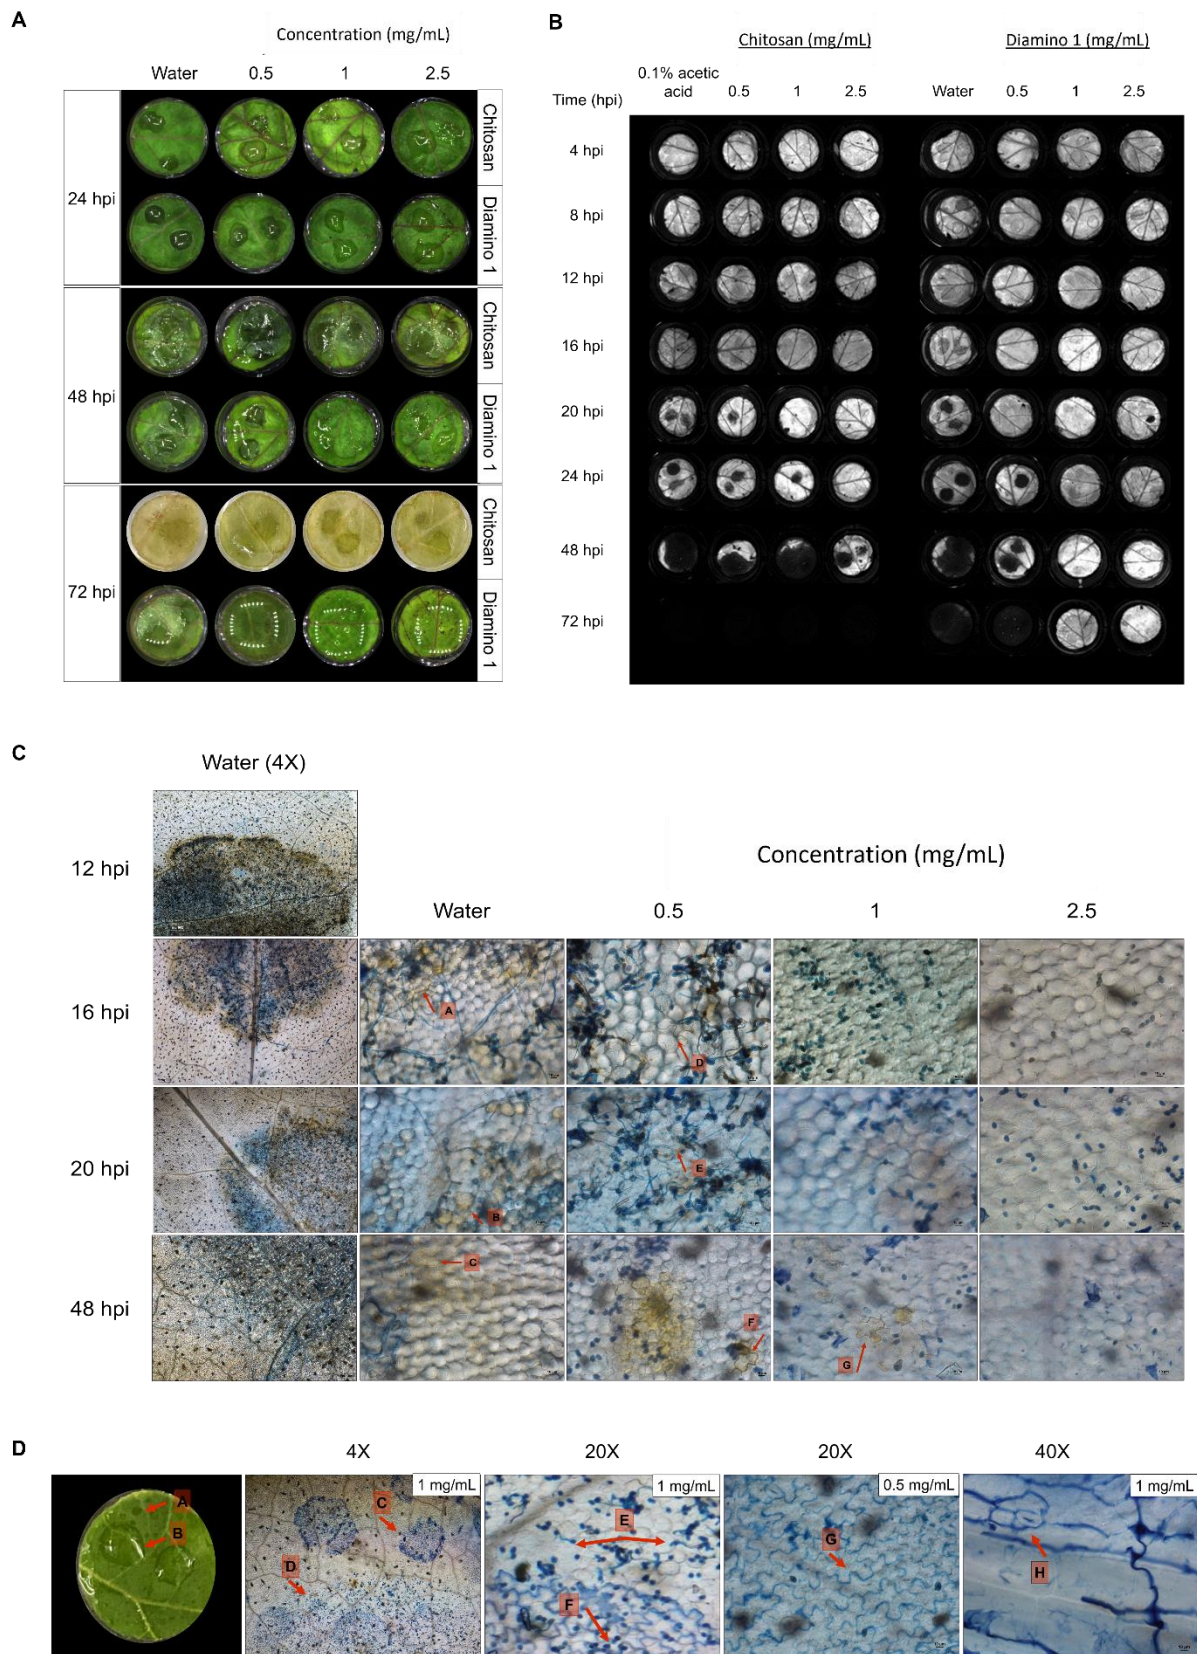 A
Concentration (mg/mL)
Water 0.5 1 2.5
24 hpi
Chitosan
Diamino 1
48 hpi
Chitosan
Diamino 1
72 hpi
Chitosan
Diamino 1
B
Chitosan (mg/mL) Diamino 1 (mg/mL)
0.1% acetic
acid 0.5 1 2.5 Water 0.5 1 2.5
Time (hpi)
4 hpi
8 hpi
12 hpi
16 hpi
20 hpi
24 hpi
48 hpi
72 hpi
C
Water (4X)
12 hpi
Concentration (mg/mL)
Water 0.5 1 2.5
16 hpi
A
D
20 hpi
B
E
48 hpi
C
F
G
D
4X 20X 20X 40X
1 mg/mL 1 mg/mL 0.5 mg/mL 1 mg/mL
A
B
C
D
E
F
G
H